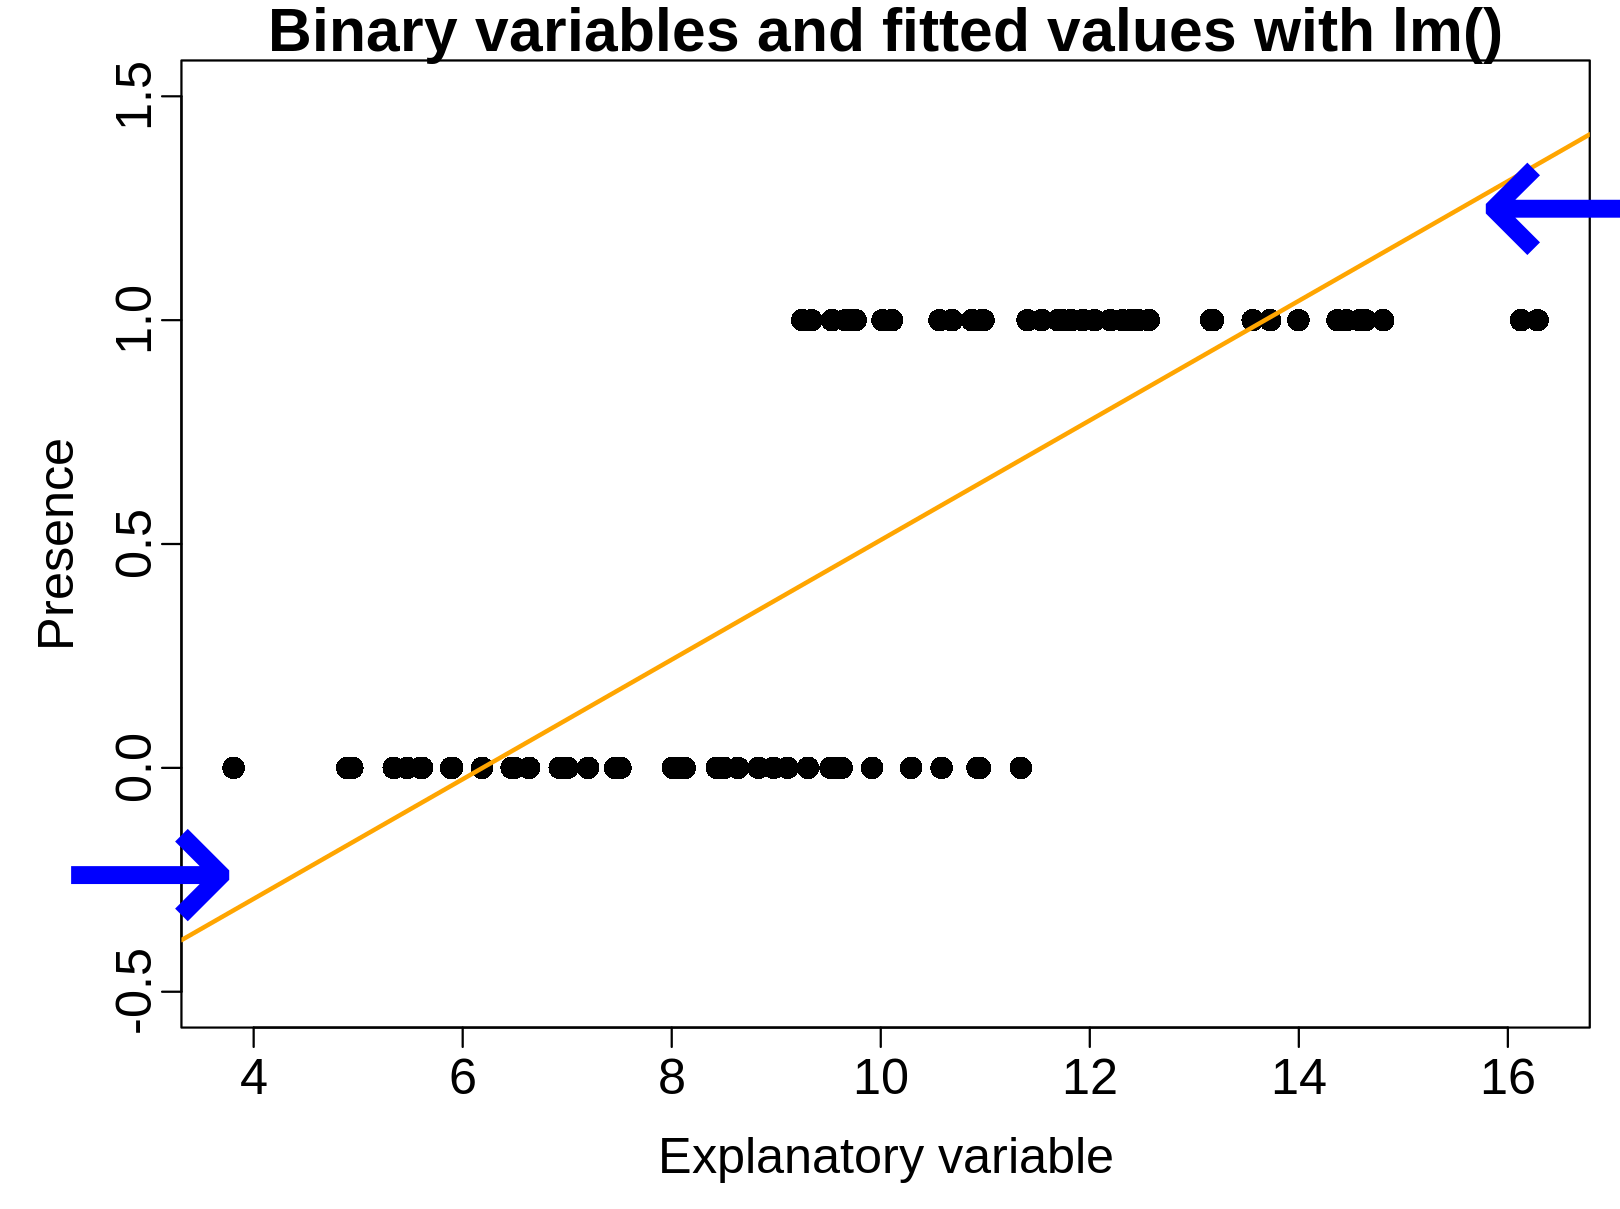 Binary variables and fitted values with lm()
1.5
1.0
0.5
0.0
-0.5
Presence
4 6 8 10 12 14 16
Explanatory variable